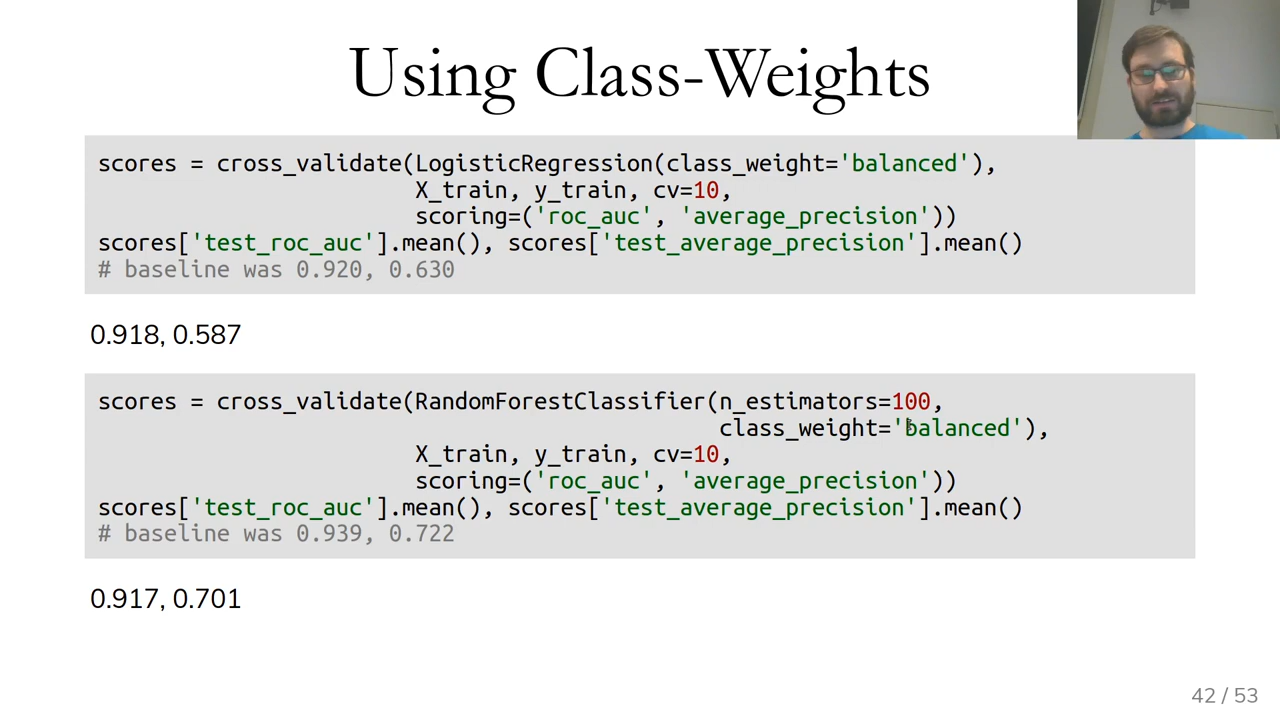 Using Class-Weights
scores = cross_validate(LogisticRegression(class_weight='balanced'),
X_train, y_train, cv=10,
scoring=('roc_auc', 'average_precision'))
scores['test_roc_auc'].mean(), scores['test_average_precision'].mean()
# baseline was 0.920, 0.630
0.918, 0.587
scores = cross_validate(RandomForestClassifier(n_estimators=100,
class_weight='balanced'),
X_train, y_train, cv=10,
scoring=('roc_auc', 'average_precision'))
scores['test_roc_auc'].mean(), scores['test_average_precision'].mean()
# baseline was 0.939, 0.722
0.917, 0.701
42 / 53